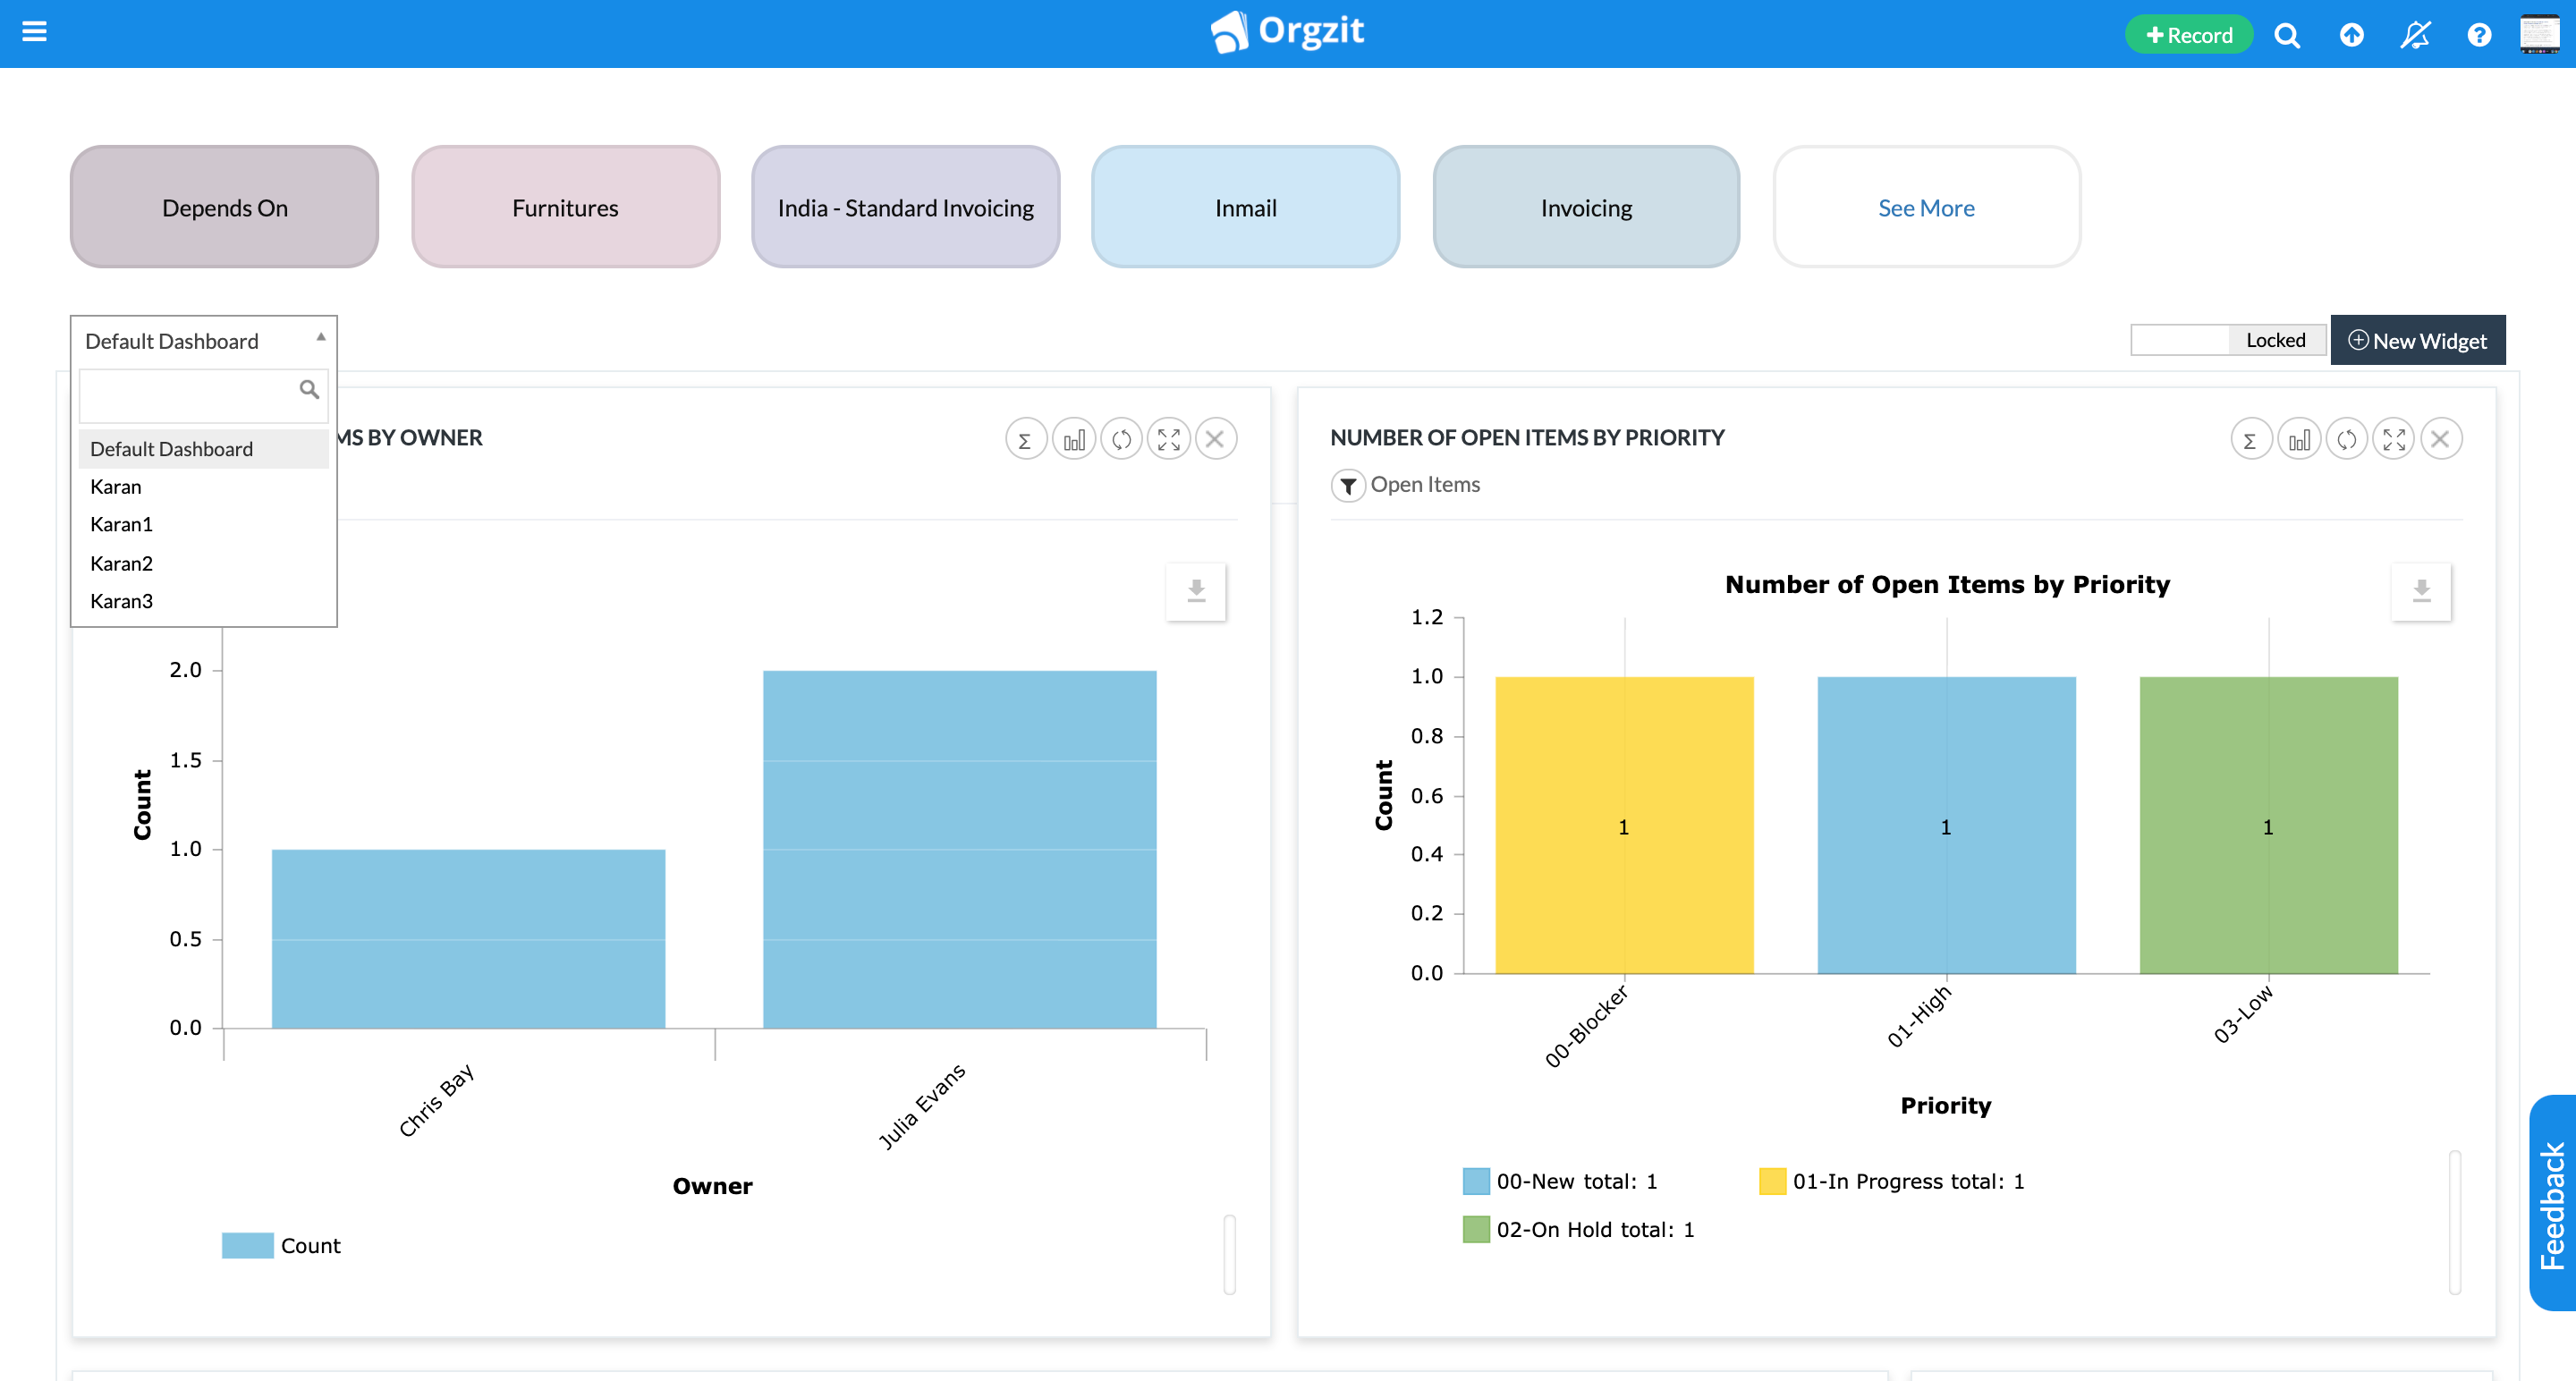 Orgzit
+ Record
Depends On
Furnitures
India - Standard Invoicing
Inmail
Invoicing
See More
Default Dashboard
Locked
New Widget
Default Dashboard
Karan
Karan1
Karan2
Karan3
MS BY OWNER
2.0
1.5
1.0
0.5
0.0
Count
Chris Bay
Julia Evans
Owner
Count
NUMBER OF OPEN ITEMS BY PRIORITY
Open Items
Number of Open Items by Priority
1.2
1.0
0.8
0.6
0.4
0.2
0.0
Count
1
1
1
00-Blocker
01-High
03-Low
Priority
00-New total: 1
01-In Progress total: 1
02-On Hold total: 1
Feedback